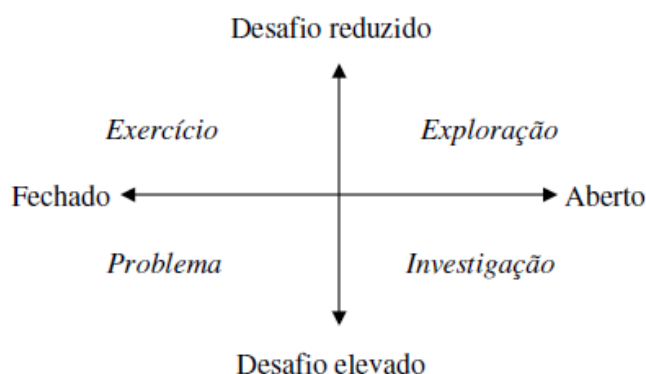 Desafio reduzido
Exercício Exploração
Fechado Aberto
Problema Investigação
Desafio elevado